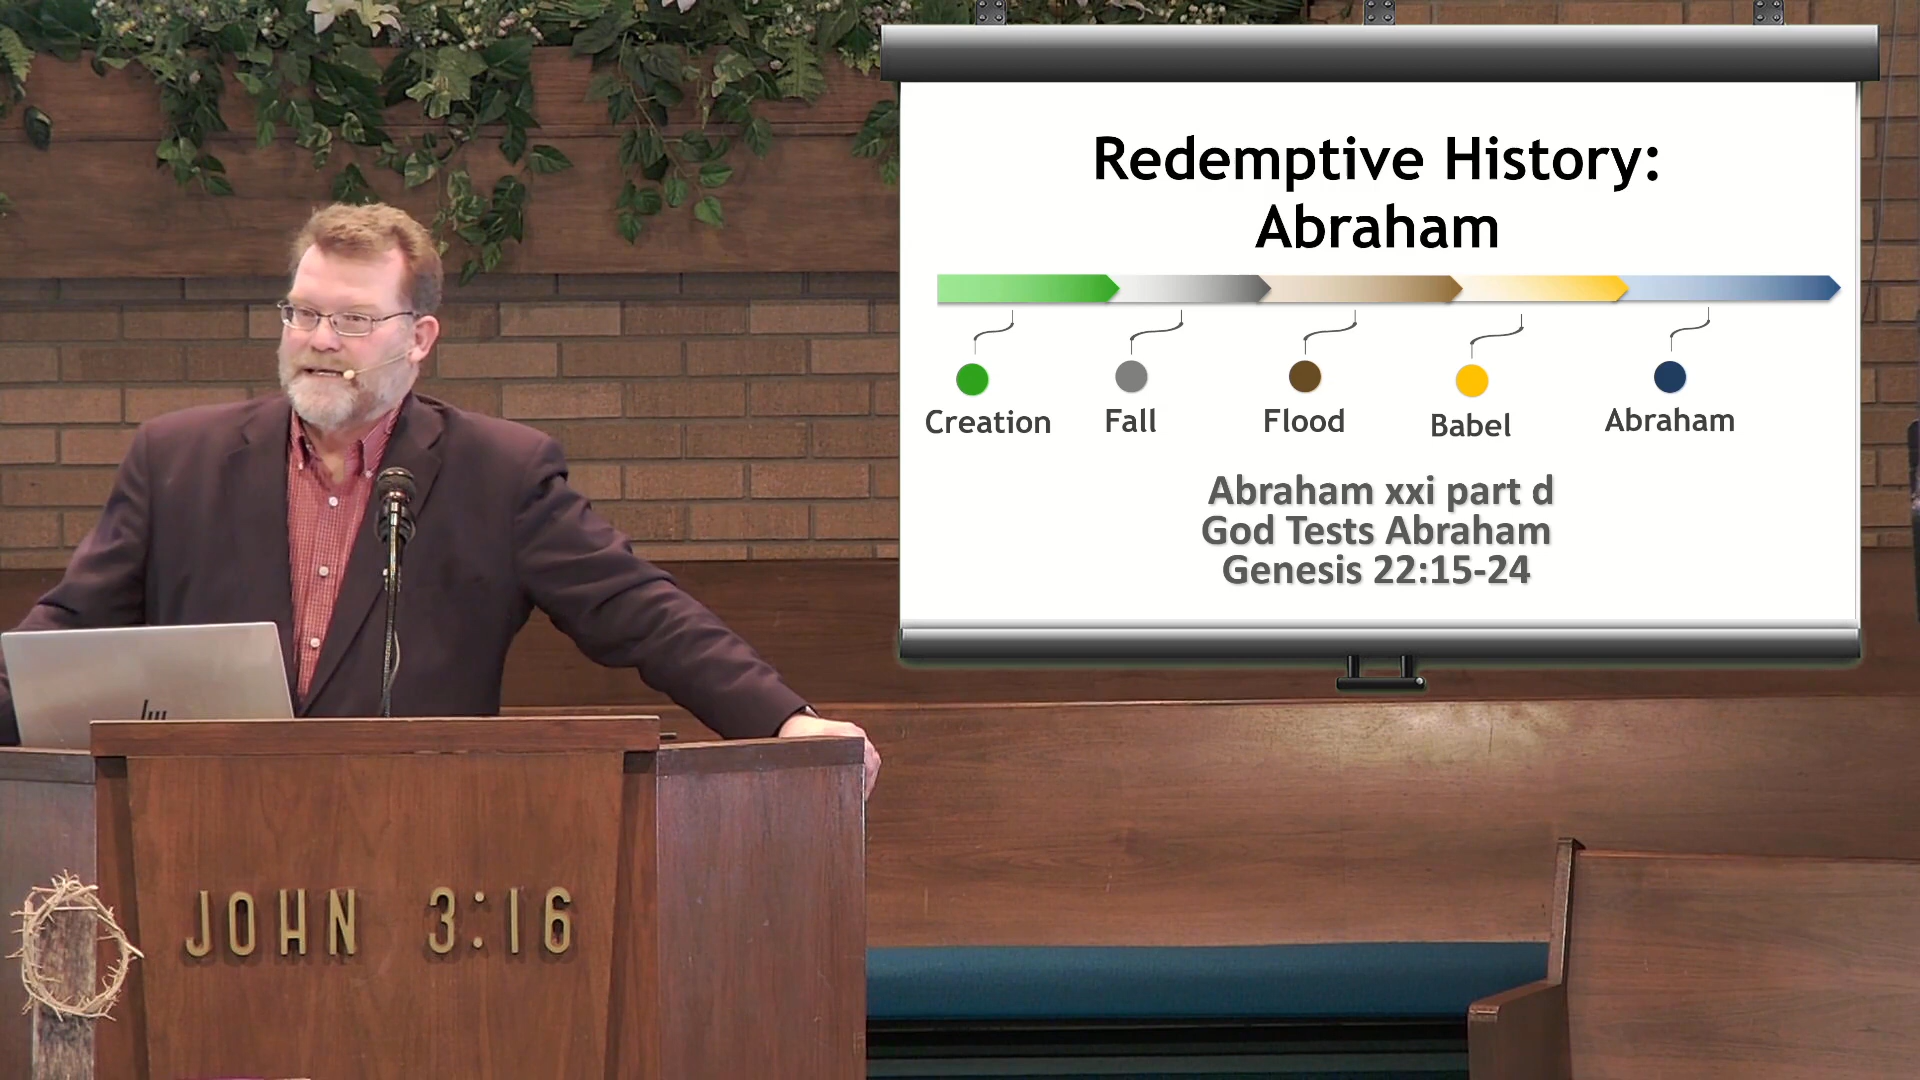 Redemptive History:
Abraham
Creation
Fall
Flood
Babel
Abraham
Abraham xxi part d
God Tests Abraham
Genesis 22:15-24
hp
JOHN 3:16